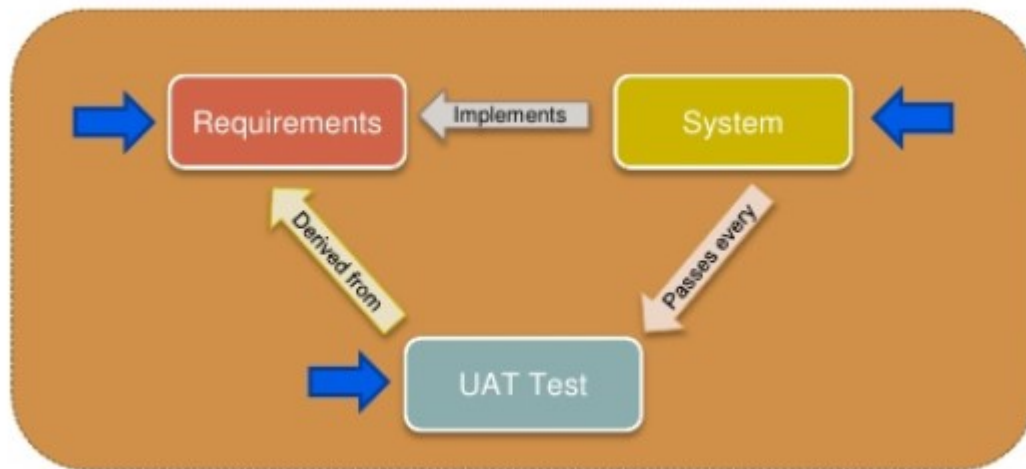 Requirements
Implements
System
Derived from
Passes every
UAT Test